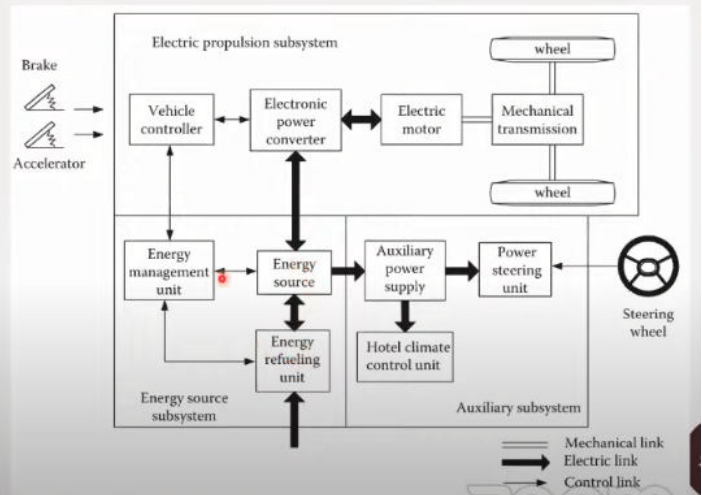 Electric propulsion subsystem
Brake
Accelerator
Vehicle
controller
Electronic
power
converter
Electric
motor
Mechanical
transmission
wheel
wheel
Energy
management
unit
Energy
source
Auxiliary
power
supply
Power
steering
unit
Steering
wheel
Energy
refueling
unit
Hotel climate
control unit
Energy source
subsystem
Auxiliary subsystem
Mechanical link
Electric link
Control link